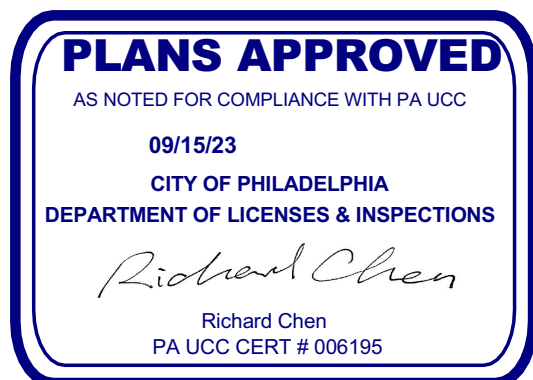 PLANS APPROVED
AS NOTED FOR COMPLIANCE WITH PA UCC
09/15/23
CITY OF PHILADELPHIA
DEPARTMENT OF LICENSES & INSPECTIONS
Richard Chen
Richard Chen
PA UCC CERT # 006195